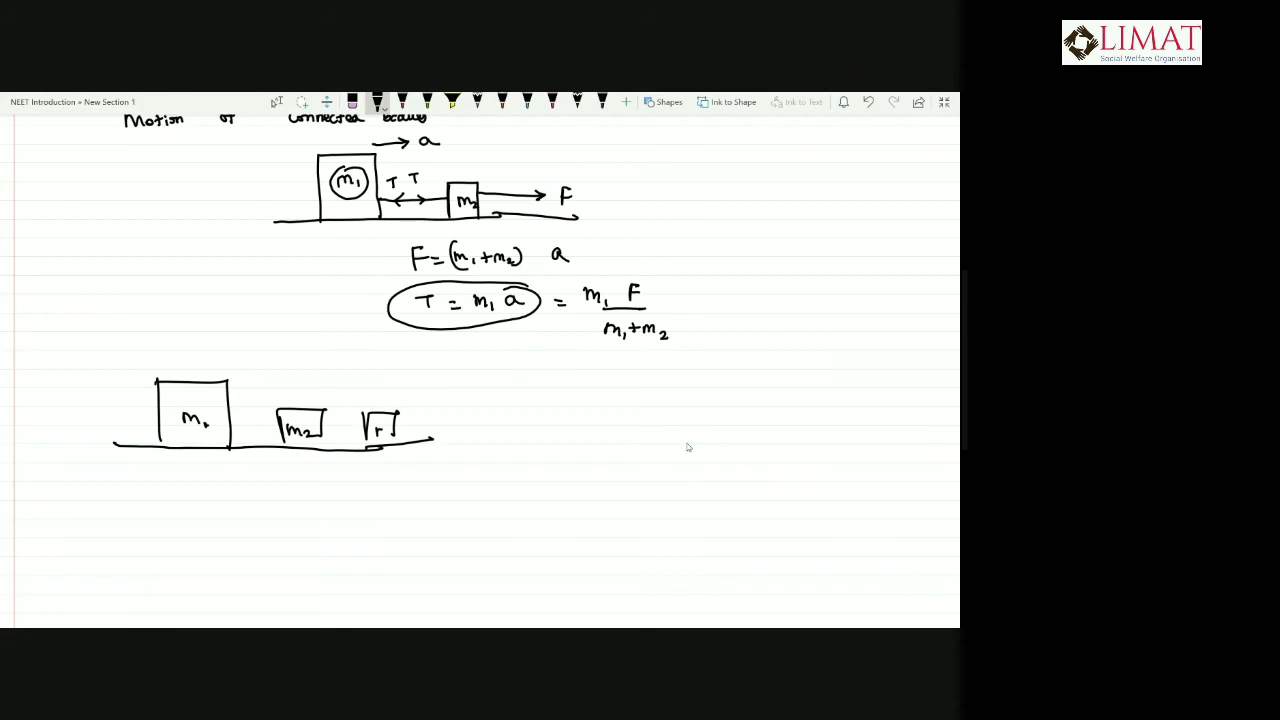 LIMAT
Social Welfare Organisation
NEET Introduction » New Section 1
Shapes
Ink to Shape
Ink to Text
Motion of Connected
→ a
m₁
T T
m₂
F
F = (m₁+m₂) a
T = m₁ a = m₁ F
m₁+m₂
m₁
m₂
r